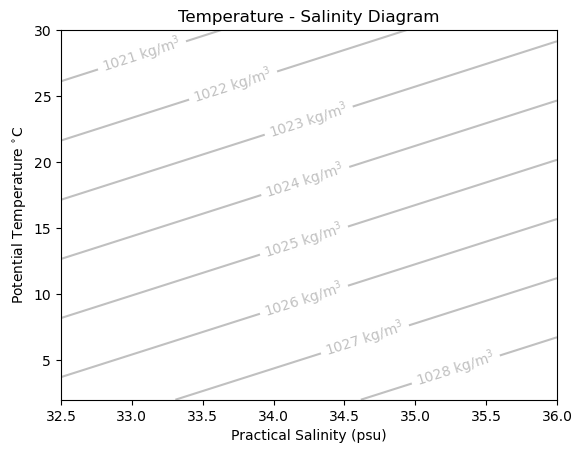 Temperature - Salinity Diagram
30
1021 kg/m³
1022 kg/m³
25
1023 kg/m³
20
1024 kg/m³
15
1025 kg/m³
10
1026 kg/m³
1027 kg/m³
5
1028 kg/m³
Potential Temperature °C
32.5 33.0 33.5 34.0 34.5 35.0 35.5 36.0
Practical Salinity (psu)